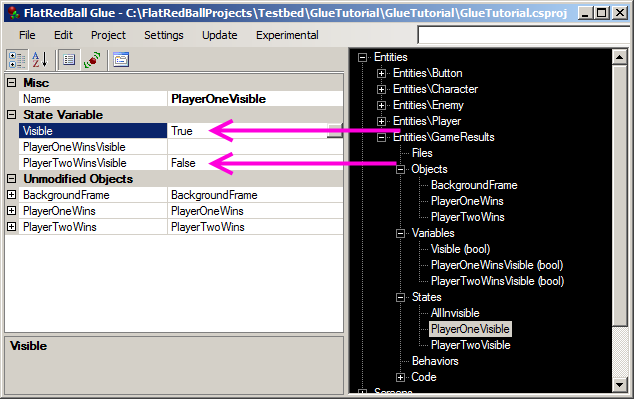 FlatRedBall Glue - C:\FlatRedBallProjects\Testbed\GlueTutorial\GlueTutorial\GlueTutorial.csproj
File Edit Project Settings Update Experimental
Misc
Name PlayerOneVisible
State Variable
Visible True
PlayerOneWinsVisible
PlayerTwoWinsVisible False
Unmodified Objects
BackgroundFrame BackgroundFrame
PlayerOneWins PlayerOneWins
PlayerTwoWins PlayerTwoWins
Visible
Entities
Entities\Button
Entities\Character
Entities\Enemy
Entities\Player
Entities\GameResults
Files
Objects
BackgroundFrame
PlayerOneWins
PlayerTwoWins
Variables
Visible (bool)
PlayerOneWinsVisible (bool)
PlayerTwoWinsVisible (bool)
States
AllInvisible
PlayerOneVisible
PlayerTwoVisible
Behaviors
Code
Screens